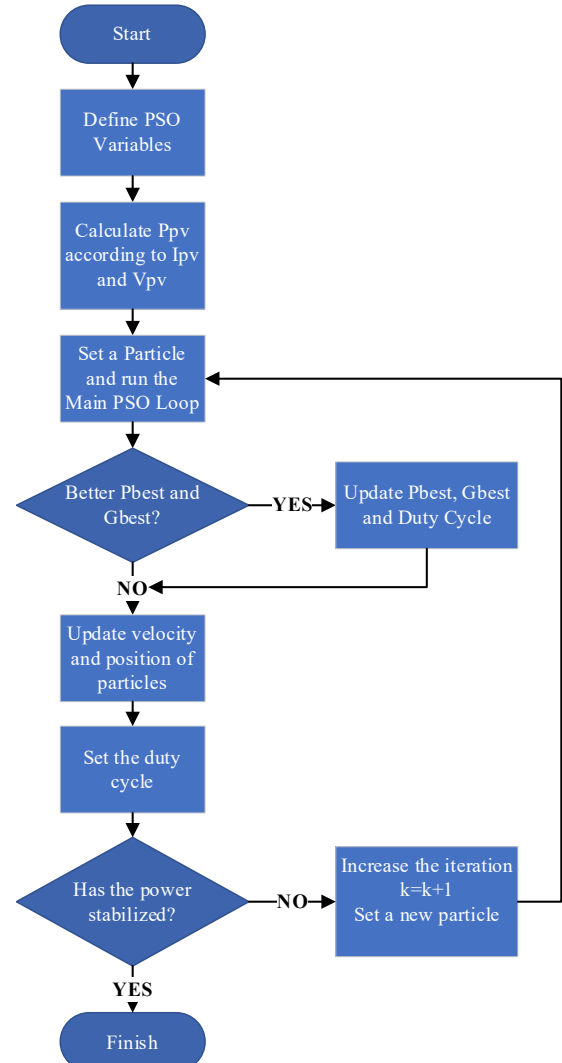 Start
Define PSO
Variables
Calculate Ppv
according to Ipv
and Vpv
Set a Particle
and run the
Main PSO Loop
Better Pbest and
Gbest?
YES
Update Pbest, Gbest
and Duty Cycle
NO
Update velocity
and position of
particles
Set the duty
cycle
Has the power
stabilized?
NO
Increase the iteration
k=k+1
Set a new particle
YES
Finish